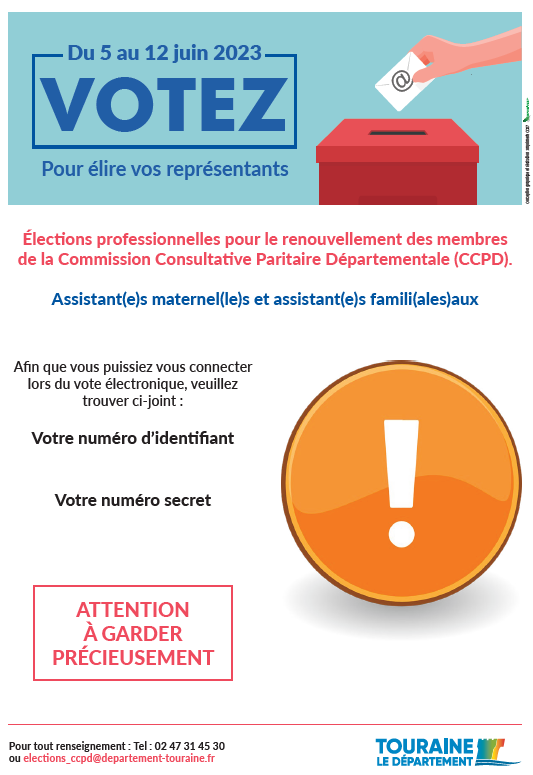 Du 5 au 12 juin 2023
VOTEZ
Pour élire vos représentants
@
Élections professionnelles pour le renouvellement des membres
de la Commission Consultative Paritaire Départementale (CCPD).
Assistant(e)s maternel(le)s et assistant(e)s famili(ales)aux
Afin que vous puissiez vous connecter
lors du vote électronique, veuillez
trouver ci-joint :
Votre numéro d'identifiant
Votre numéro secret
!
ATTENTION
À GARDER
PRÉCIEUSEMENT
Pour tout renseignement : Tel : 02 47 31 45 30
ou elections_ccpd@departement-touraine.fr
TOURAINE
LE DÉPARTEMENT